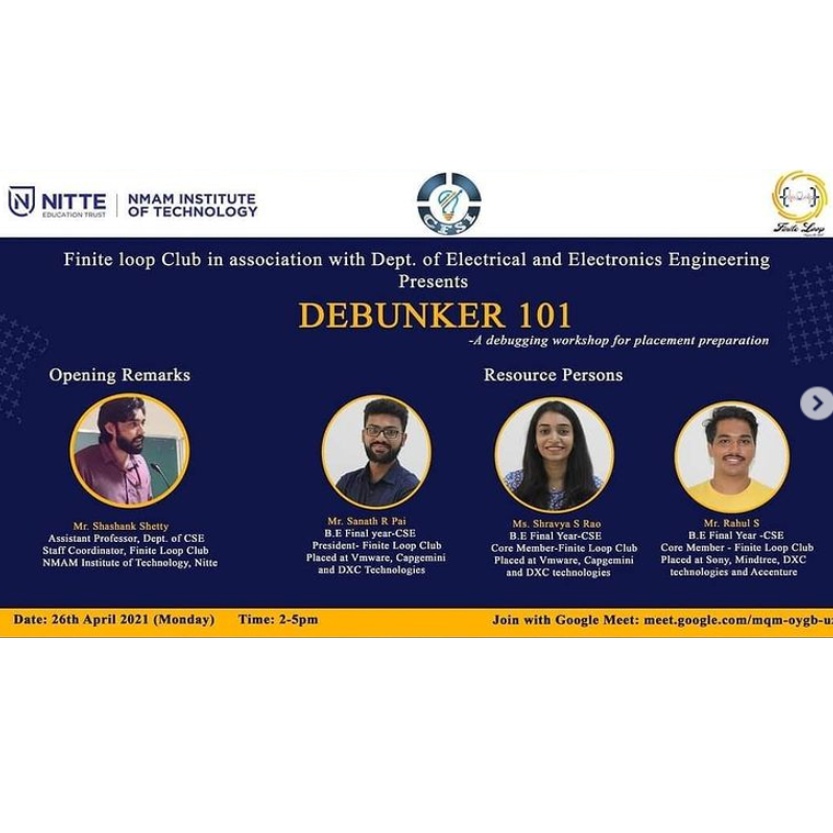 NITTE
EDUCATION TRUST
NMAM INSTITUTE
OF TECHNOLOGY
CFSI
Finite Loop
Finite loop Club in association with Dept. of Electrical and Electronics Engineering
Presents
DEBUNKER 101
-A debugging workshop for placement preparation
Opening Remarks
Resource Persons
Mr. Shashank Shetty
Assistant Professor, Dept. of CSE
Staff Coordinator, Finite Loop Club
NMAM Institute of Technology, Nitte
Mr. Sanath R Pai
B.E Final year-CSE
President- Finite Loop Club
Placed at Vmware, Capgemini
and DXC Technologies
Ms. Shravya S Rao
B.E Final Year-CSE
Core Member-Finite Loop Club
Placed at Vmware, Capgemini
and DXC technologies
Mr. Rahul S
B.E Final Year -CSE
Core Member - Finite Loop Club
Placed at Sony, Mindtree, DXC
technologies and Accenture
Date: 26th April 2021 (Monday) Time: 2-5pm
Join with Google Meet: